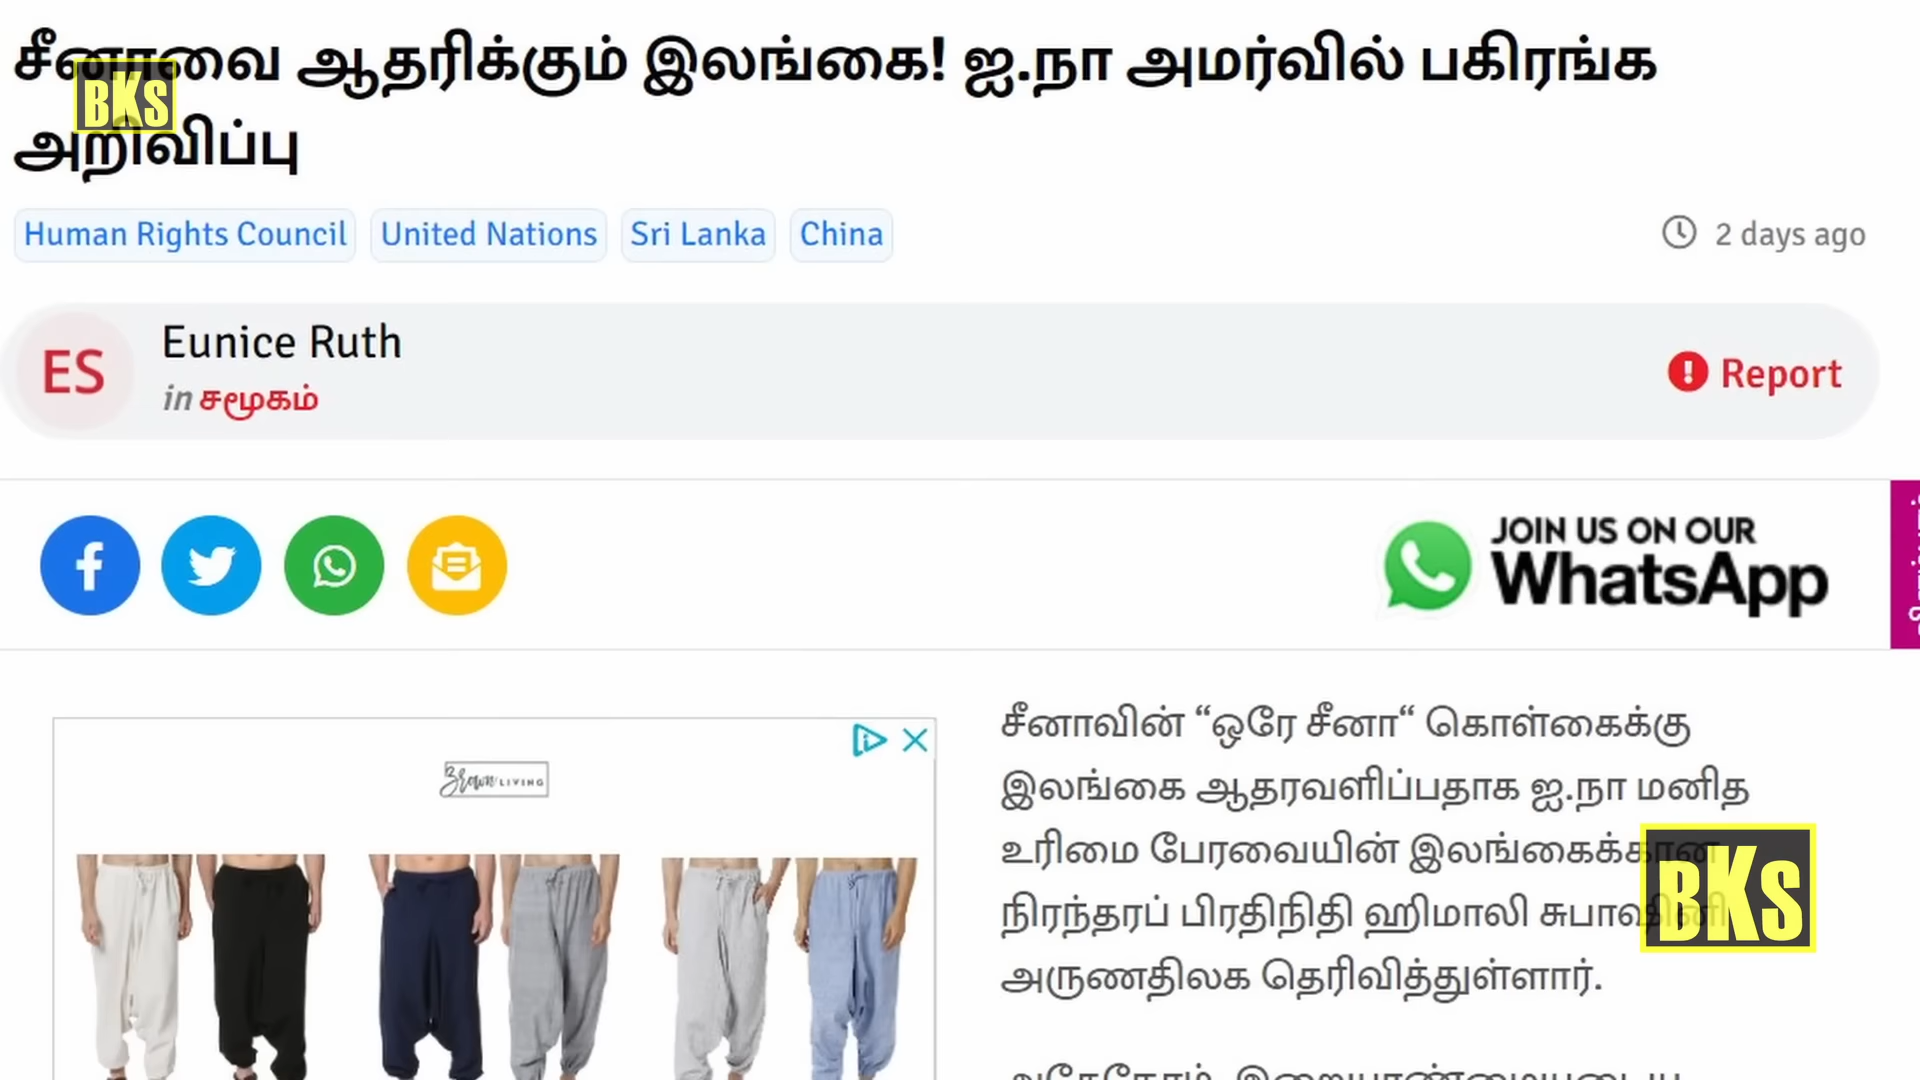 சீனாவை ஆதரிக்கும் இலங்கை! ஐ.நா அமர்வில் பகிரங்க
அறிவிப்பு
BKS
Human Rights Council United Nations Sri Lanka China
2 days ago
ES
Eunice Ruth
in சமூகம்
Report
JOIN US ON OUR
WhatsApp
Brown LIVING
சீனாவின் “ஒரே சீனா“ கொள்கைக்கு
இலங்கை ஆதரவளிப்பதாக ஐ.நா மனித
உரிமை பேரவையின் இலங்கைக்கான
நிரந்தரப் பிரதிநிதி ஹிமாலி சுபாஷினி
அருணதிலக தெரிவித்துள்ளார்.
BKS